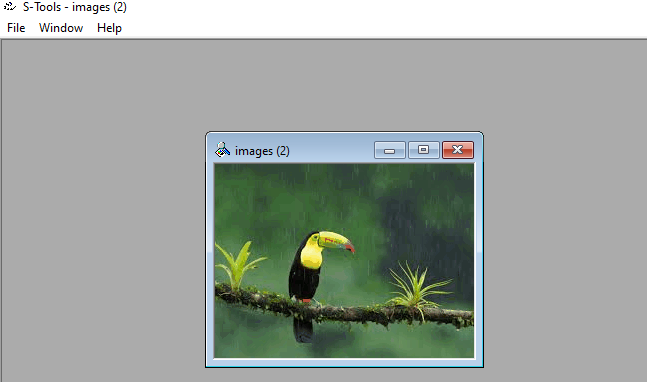 S-Tools - images (2)
File Window Help
images (2)